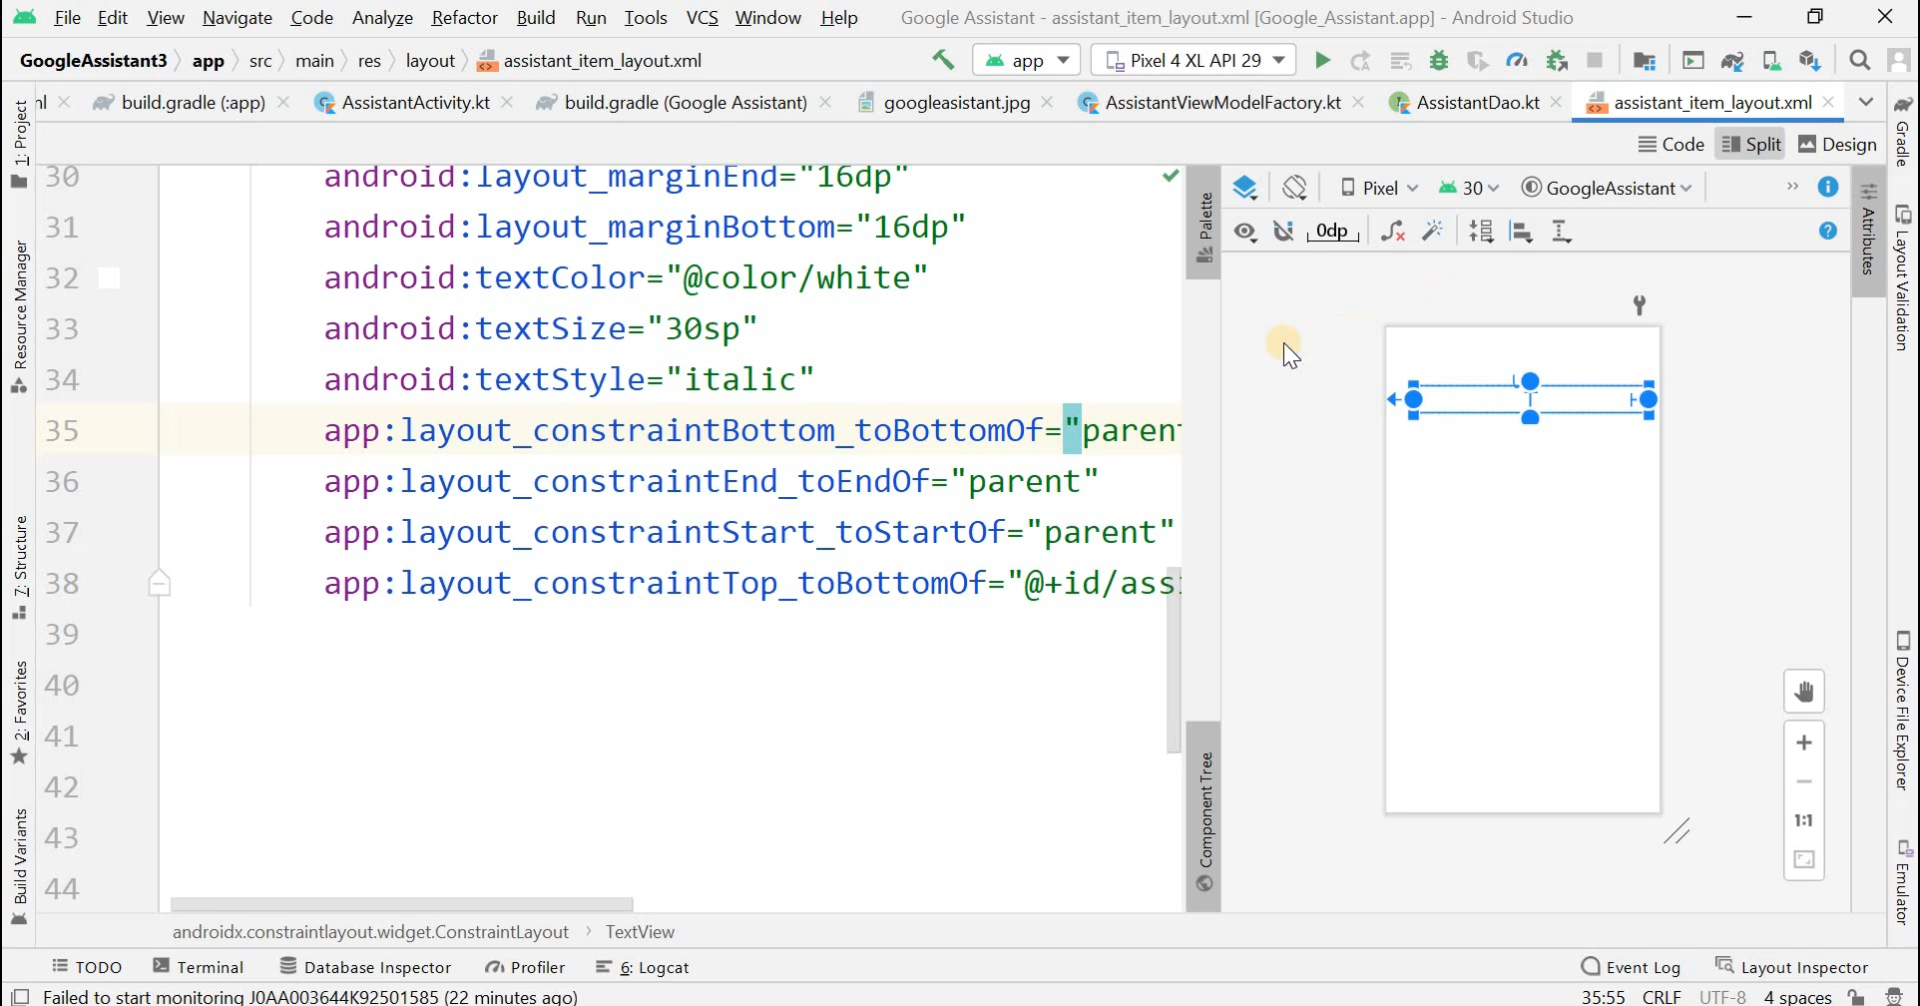 File Edit View Navigate Code Analyze Refactor Build Run Tools VCS Window Help Google Assistant - assistant_item_layout.xml [Google_Assistant.app] - Android Studio
GoogleAssistant3 app src main res layout assistant_item_layout.xml app Pixel 4 XL API 29
build.gradle (:app) AssistantActivity.kt build.gradle (Google Assistant) googleasistant.jpg AssistantViewModelFactory.kt AssistantDao.kt assistant_item_layout.xml
Code Split Design
Pixel 30 GoogleAssistant
0dp
30 android:layout_marginEnd="16dp"
31 android:layout_marginBottom="16dp"
32 android:textColor="@color/white"
33 android:textSize="30sp"
34 android:textStyle="italic"
35 app:layout_constraintBottom_toBottomOf="paren
36 app:layout_constraintEnd_toEndOf="parent"
37 app:layout_constraintStart_toStartOf="parent"
38 app:layout_constraintTop_toBottomOf="@+id/ass
39
40
41
42
43
44
1: Project
Resource Manager
7: Structure
2: Favorites
Build Variants
Palette
Component Tree
1:1
Attributes
Gradle
Layout Validation
Device File Explorer
Emulator
androidx.constraintlayout.widget.ConstraintLayout TextView
TODO Terminal Database Inspector Profiler 6: Logcat Event Log Layout Inspector
Failed to start monitoring J0AA003644K92501585 (22 minutes ago) 35:55 CRLF UTF-8 4 spaces